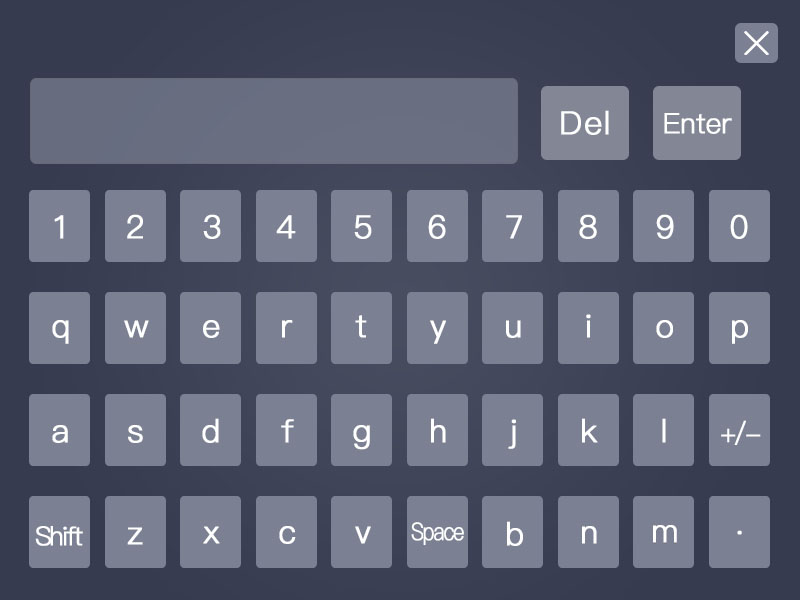 Del Enter
1 2 3 4 5 6 7 8 9 0
q w e r t y u i o p
a s d f g h j k l +/−
Shift z x c v Space b n m ·